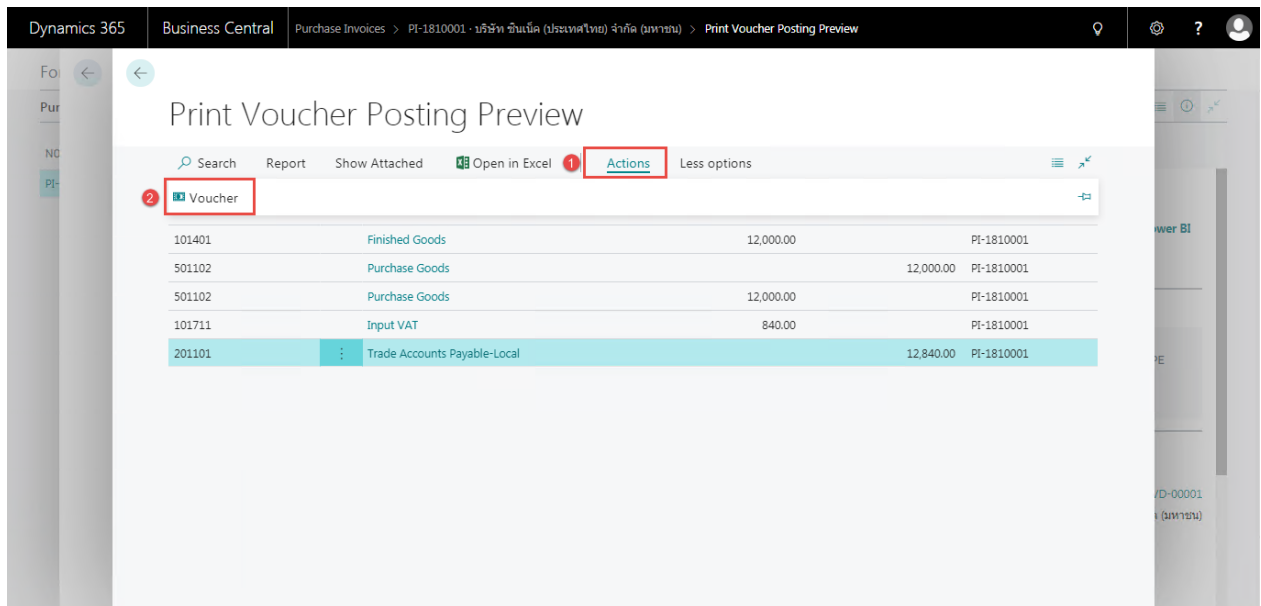 Dynamics 365 Business Central Purchase Invoices > PI-1810001 · บริษัท ซินเน็ค (ประเทศไทย) จำกัด (มหาชน) > Print Voucher Posting Preview ?
Pur
NO
PI-
Print Voucher Posting Preview
Search Report Show Attached Open in Excel 1 Actions Less options
2 Voucher
101401 Finished Goods 12,000.00 PI-1810001
501102 Purchase Goods 12,000.00 PI-1810001
501102 Purchase Goods 12,000.00 PI-1810001
101711 Input VAT 840.00 PI-1810001
201101 Trade Accounts Payable-Local 12,840.00 PI-1810001
ower BI
PE
VD-00001
(มหาชน)